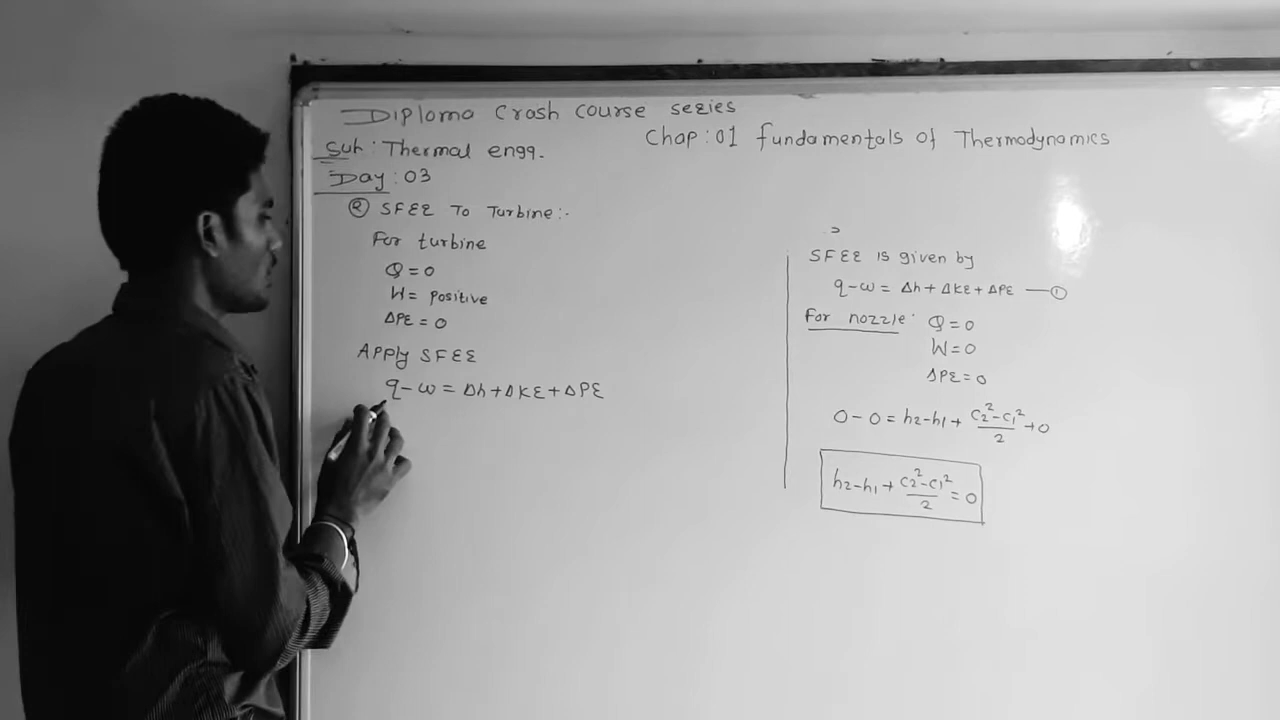 Diploma Crash course series
Sub : Thermal engg.
Chap : 01 fundamentals of Thermodynamics
Day : 03
② SFEE To Turbine :-
For turbine
Q = 0
W = positive
ΔPE = 0
Apply SFEE
q - w = Δh + ΔKE + ΔPE
SFEE is given by
q - w = Δh + ΔKE + ΔPE — ①
for nozzle : Q = 0
W = 0
ΔPE = 0
0 - 0 = h2 - h1 + (C2² - C1²)/2 + 0
h2 - h1 + (C2² - C1²)/2 = 0